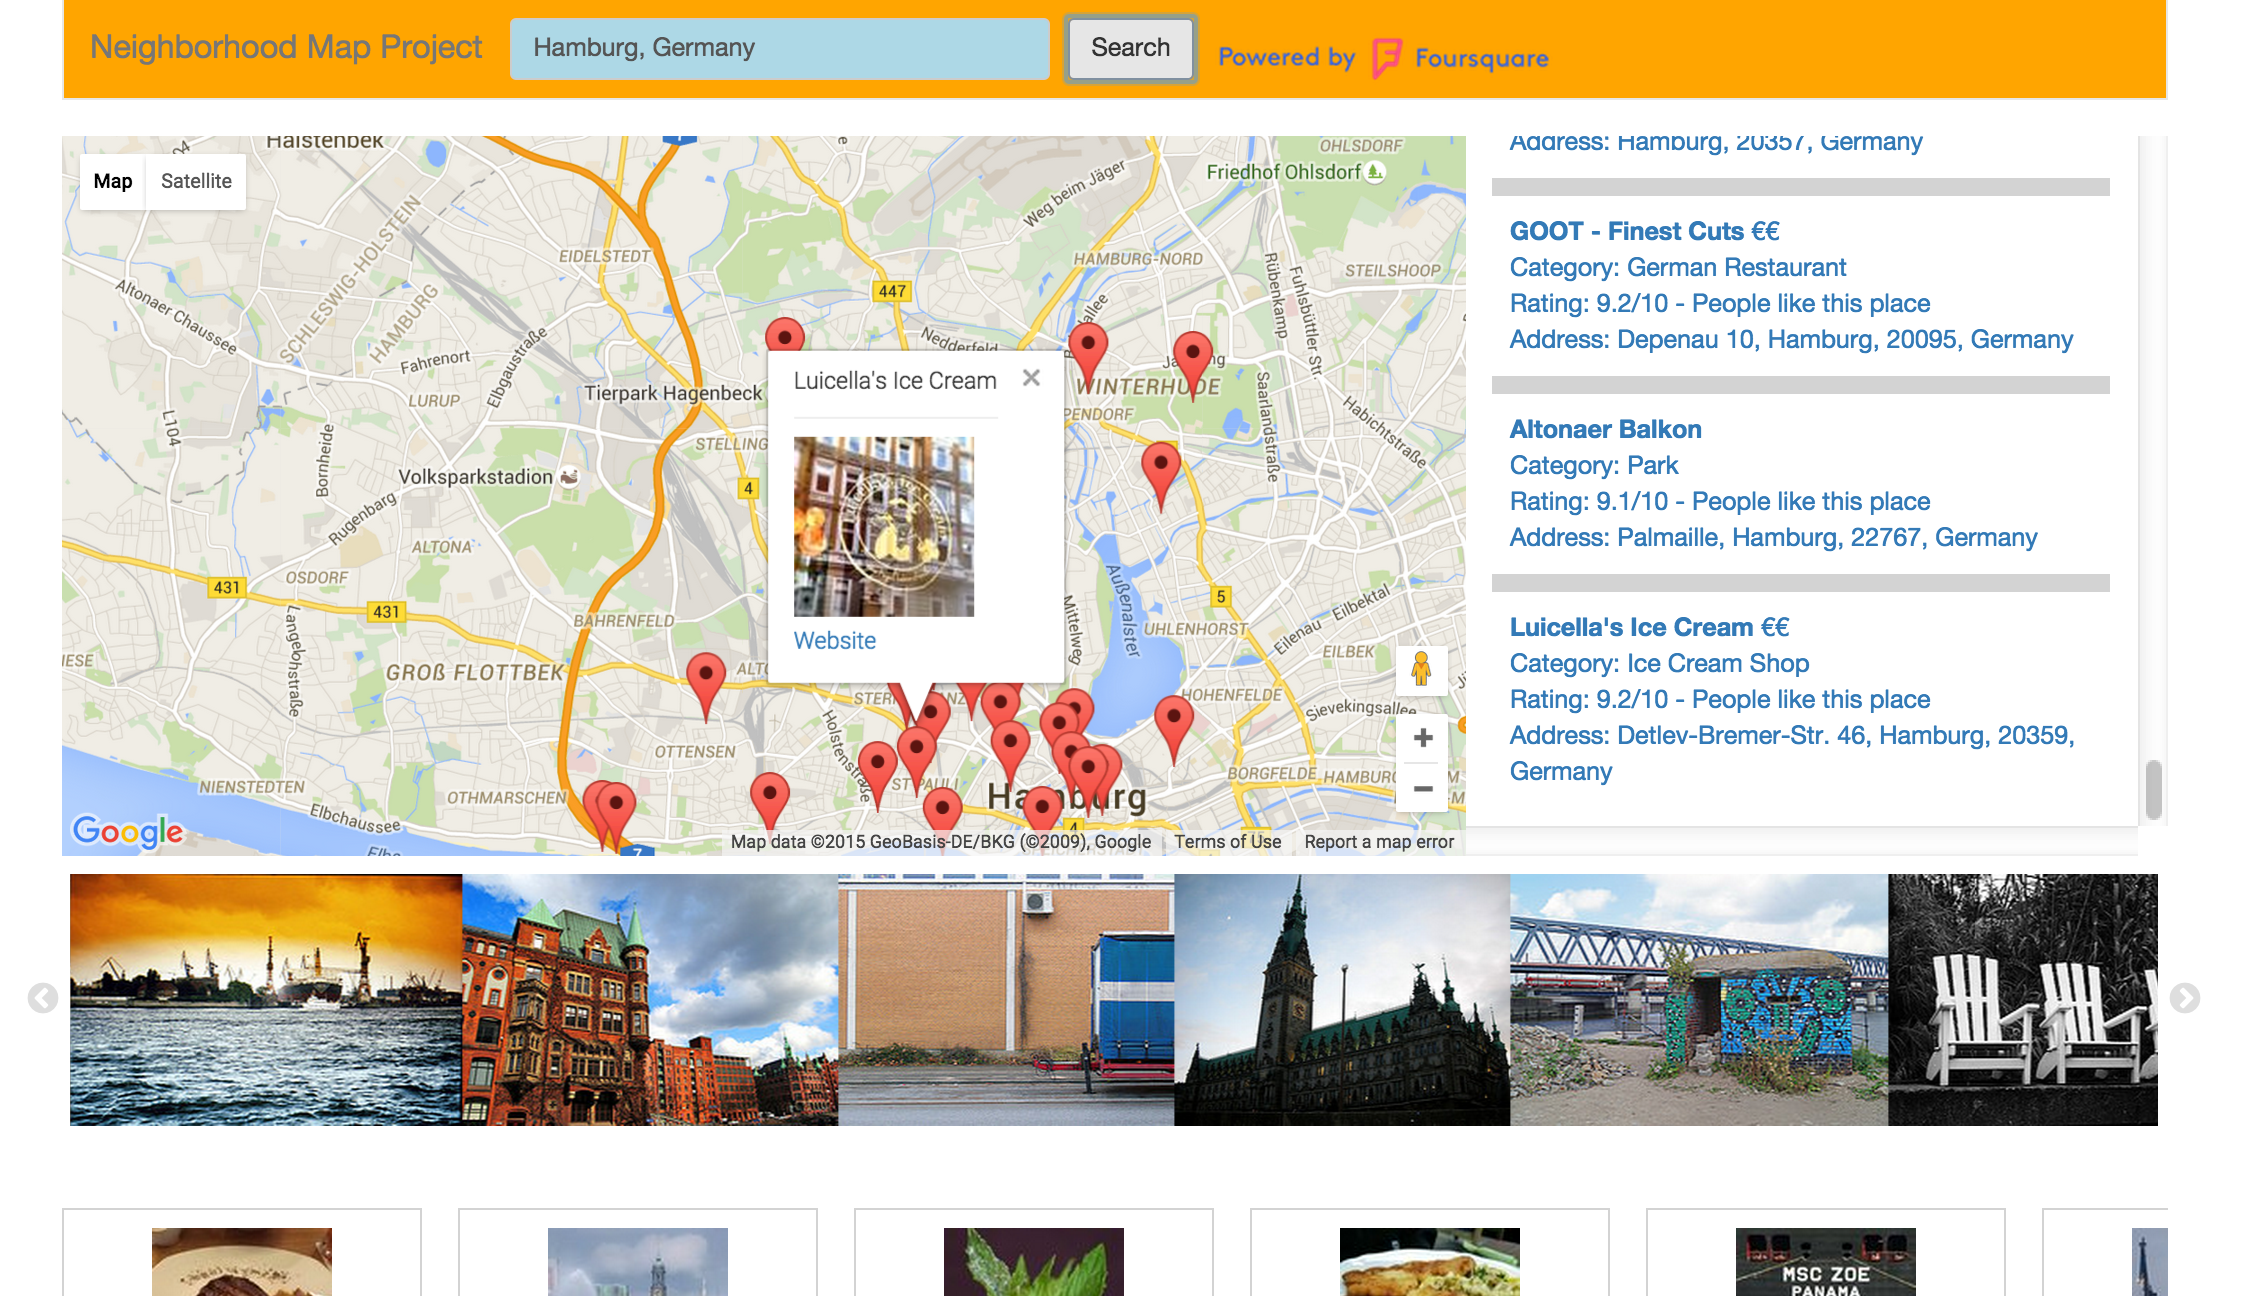 Neighborhood Map Project
Hamburg, Germany
Search
Powered by Foursquare
Map
Satellite
Halstenbek
SCHLESWIG-HOLSTEIN
HAMBURG
Altonaer Chaussee
L104
Bornheide
Fahrenort
Elbgaustraße
LURUP
EIDELSTEDT
Tierpark Hagenbeck
STELLING
Volksparkstadion
Rugenbarg
ALTONA
OSDORF
431
431
Langelohstraße
BAHRENFELD
GROß FLOTTBEK
NIENSTEDTEN
OTHMARSCHEN
OTTENSEN
Elbchaussee
447
4
Nedderfeld
Weg beim Jäger
Friedhof Ohlsdorf
OHLSDORF
HAMBURG-NORD
STEILSHOOP
Rübenkamp
Fuhlsbüttler Str.
WINTERHUDE
PENDORF
Saarlandstraße
Habichtstraße
Außenalster
Mittelweg
5
UHLENHORST
Eilenau
Eilbektal
EILBEK
HOHENFELDE
Sievekingsallee
BORGFELDE
HAMBURG
Holstenstraße
ST PAULI
4
7
Google
Map data ©2015 GeoBasis-DE/BKG (©2009), Google
Terms of Use
Report a map error
Luicella's Ice Cream
Website
Address: Hamburg, 20357, Germany
GOOT - Finest Cuts €€
Category: German Restaurant
Rating: 9.2/10 - People like this place
Address: Depenau 10, Hamburg, 20095, Germany
Altonaer Balkon
Category: Park
Rating: 9.1/10 - People like this place
Address: Palmaille, Hamburg, 22767, Germany
Luicella's Ice Cream €€
Category: Ice Cream Shop
Rating: 9.2/10 - People like this place
Address: Detlev-Bremer-Str. 46, Hamburg, 20359,
Germany
MSC ZOE
PANAMA